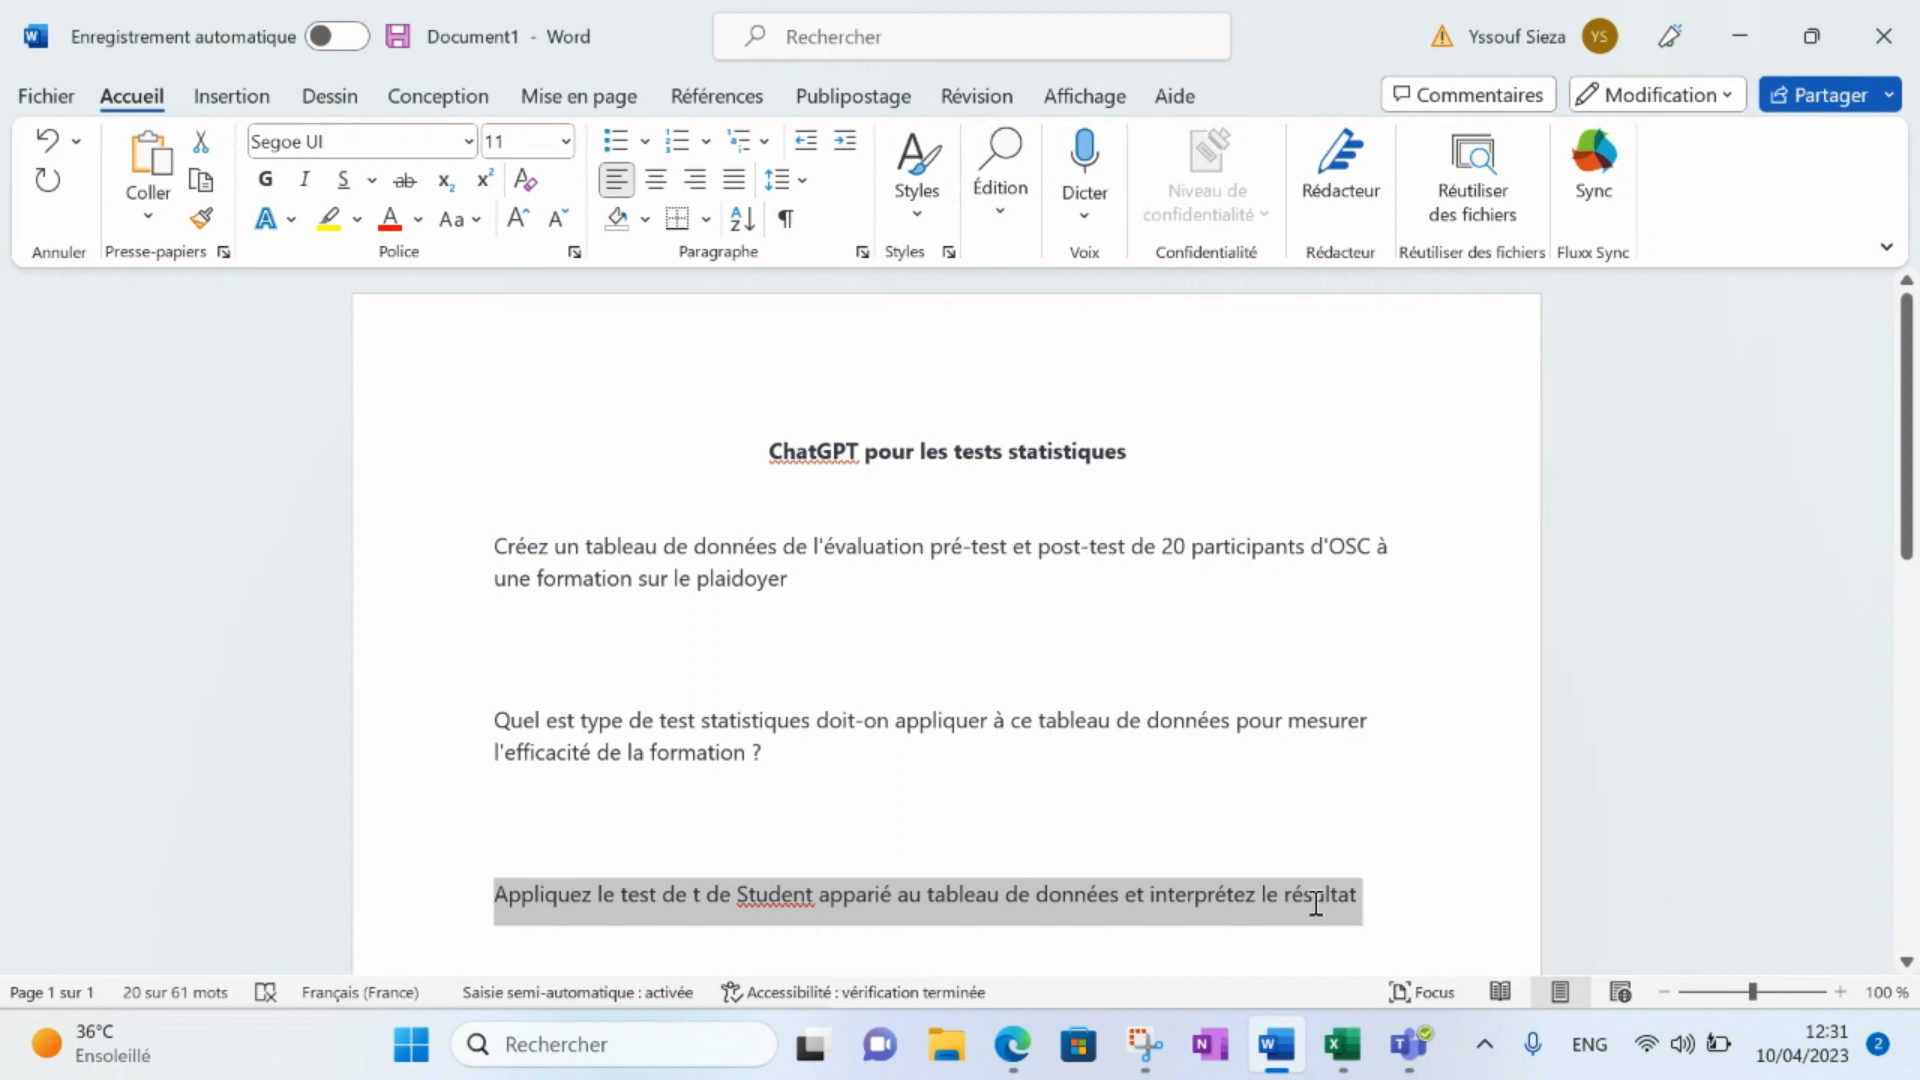 Enregistrement automatique
Document1 - Word
Rechercher
Yssouf Sieza
YS
Fichier Accueil Insertion Dessin Conception Mise en page Références Publipostage Révision Affichage Aide
Commentaires
Modification
Partager
Segoe UI
11
Coller
G I S ab x₂ x²
A A Aa A A
Styles
Édition
Dicter
Niveau de
confidentialité
Rédacteur
Réutiliser
des fichiers
Sync
Annuler
Presse-papiers
Police
Paragraphe
Styles
Voix
Confidentialité
Rédacteur
Réutiliser des fichiers
Fluxx Sync
ChatGPT pour les tests statistiques
Créez un tableau de données de l'évaluation pré-test et post-test de 20 participants d'OSC à
une formation sur le plaidoyer
Quel est type de test statistiques doit-on appliquer à ce tableau de données pour mesurer
l'efficacité de la formation ?
Appliquez le test de t de Student apparié au tableau de données et interprétez le résultat
Page 1 sur 1
20 sur 61 mots
Français (France)
Saisie semi-automatique : activée
Accessibilité : vérification terminée
Focus
100 %
36°C
Ensoleillé
Rechercher
ENG
12:31
10/04/2023
2